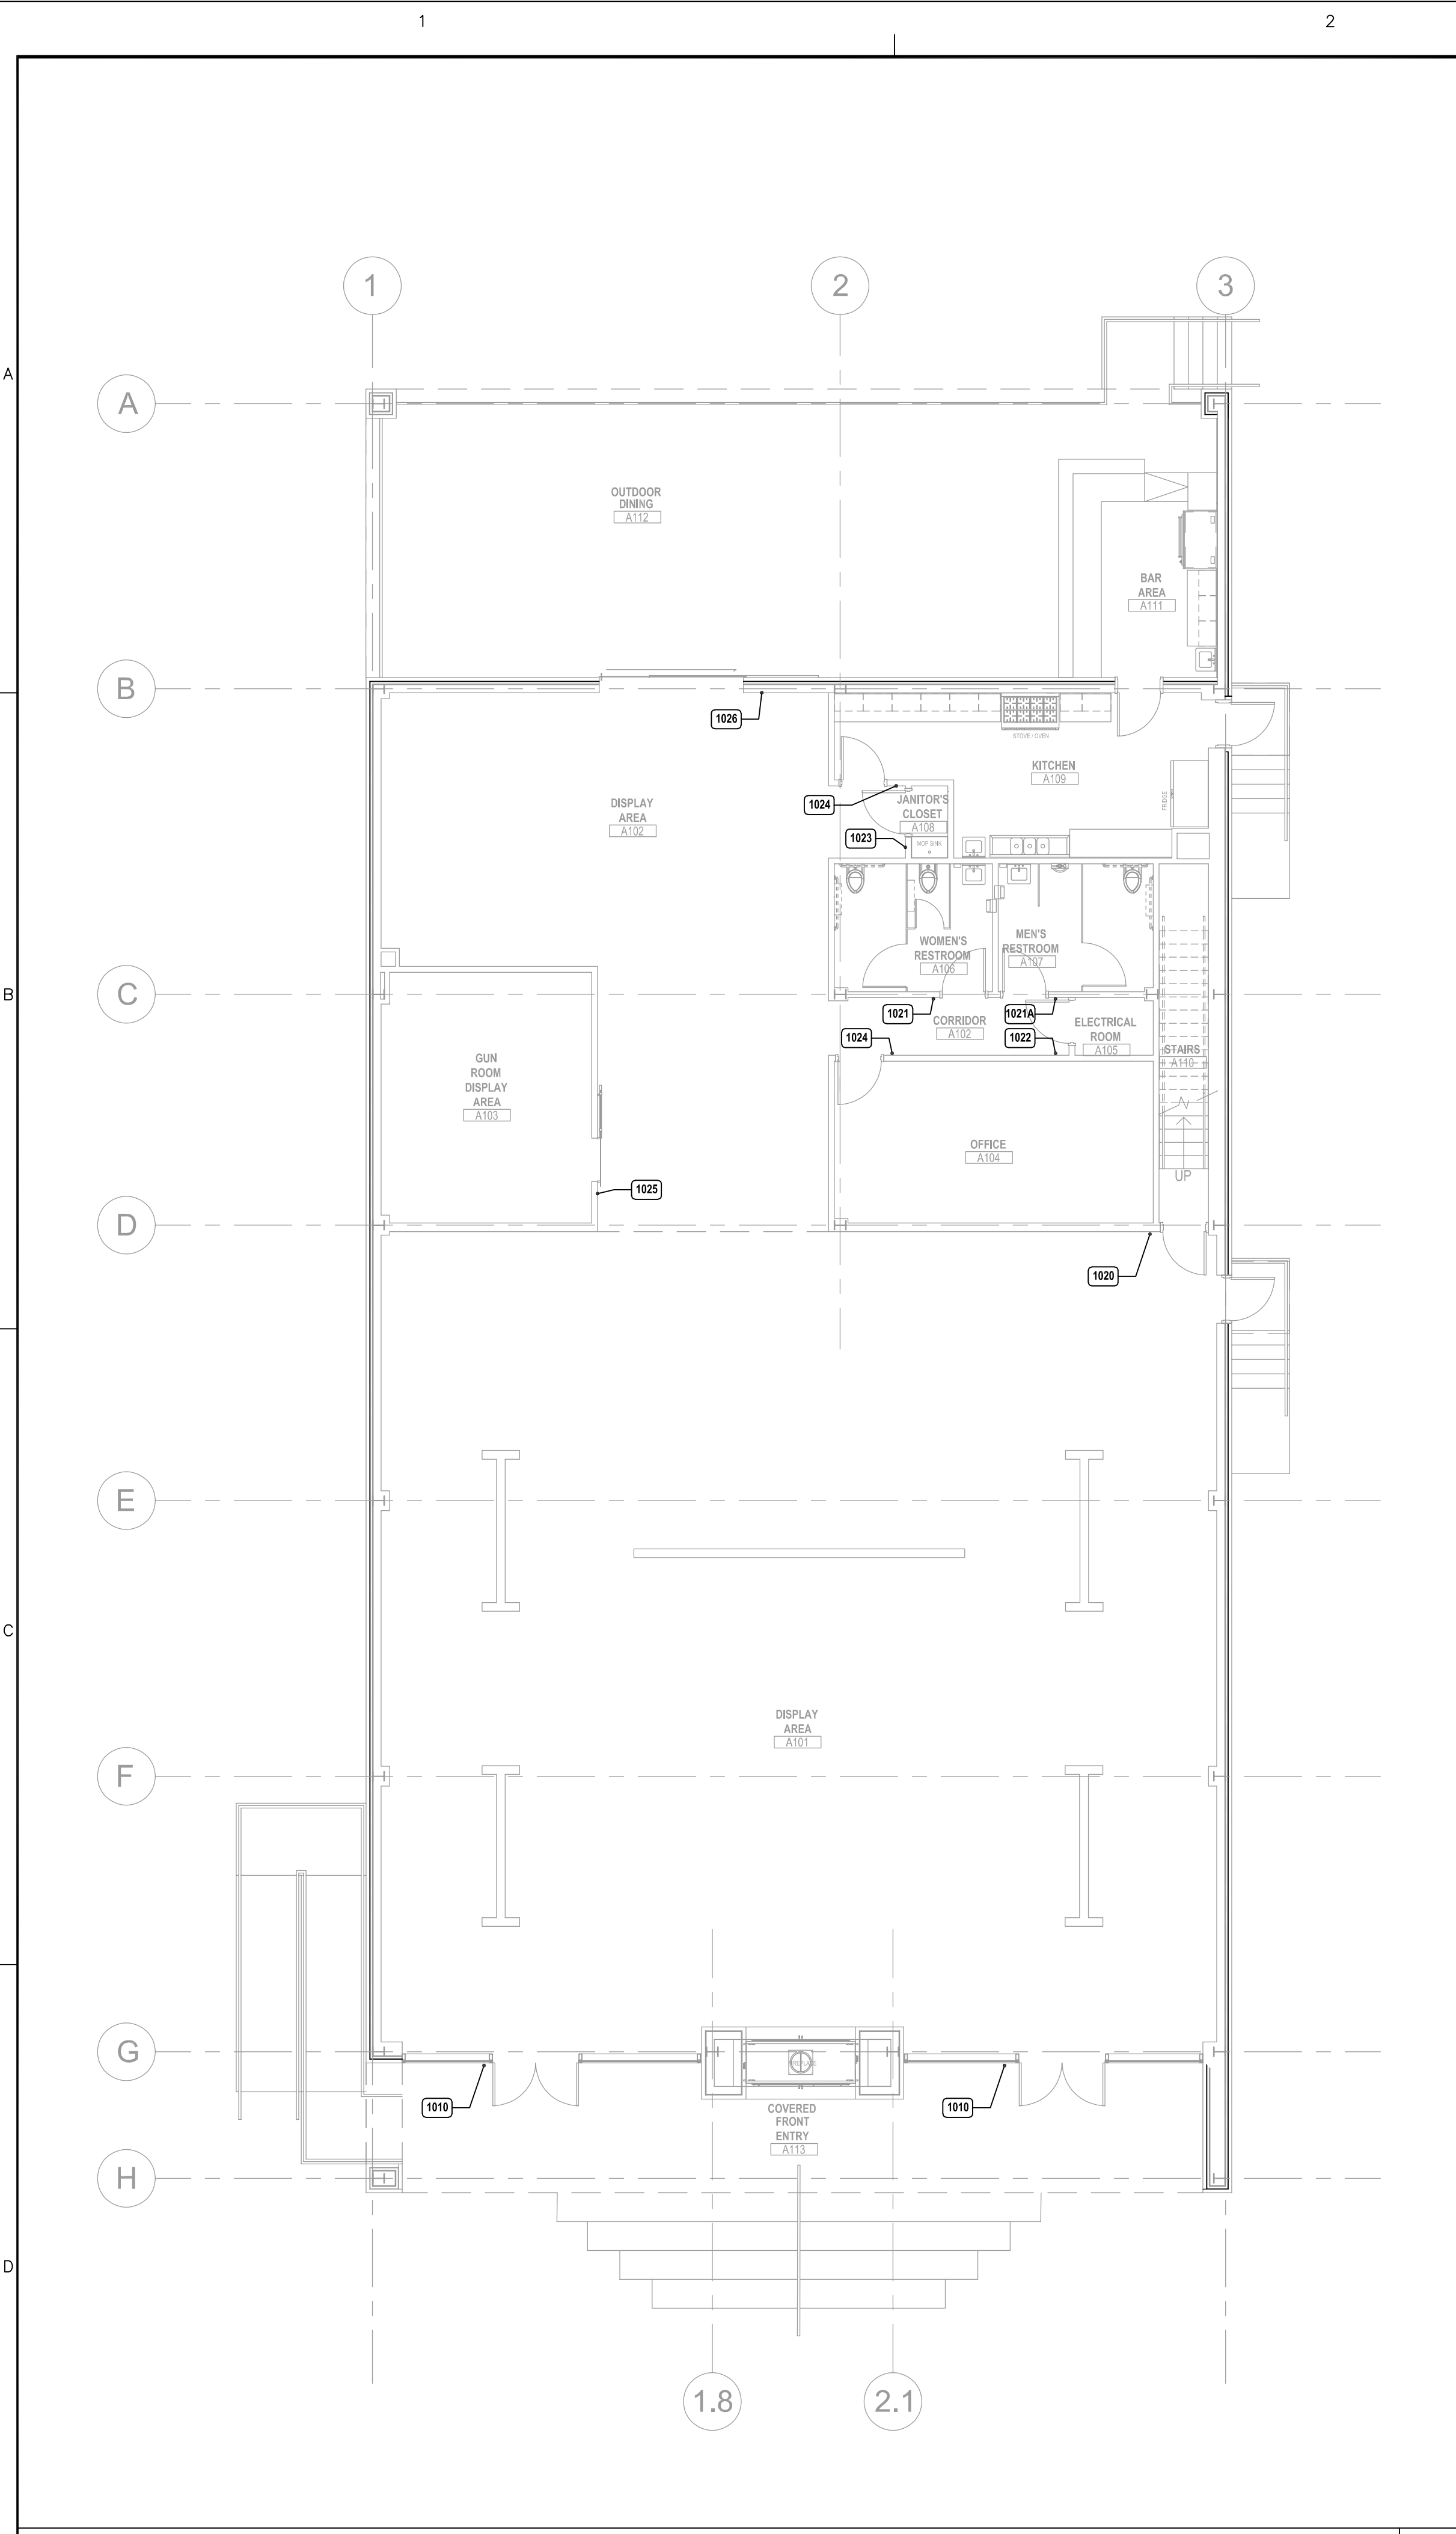 1
2
1
2
3
A
A
OUTDOOR
DINING
A112
BAR
AREA
A111
B
1026
STOVE / OVEN
KITCHEN
A109
FRIDGE
DISPLAY
AREA
A102
1024
JANITOR'S
CLOSET
A108
1023
MOP SINK
WOMEN'S
RESTROOM
A106
MEN'S
RESTROOM
A107
B
C
1021
CORRIDOR
A102
1021A
ELECTRICAL
ROOM
A105
1024
1022
STAIRS
A110
GUN
ROOM
DISPLAY
AREA
A103
OFFICE
A104
UP
1025
D
1020
E
C
DISPLAY
AREA
A101
F
G
FIREPLACE
1010
1010
COVERED
FRONT
ENTRY
A113
H
D
1.8
2.1